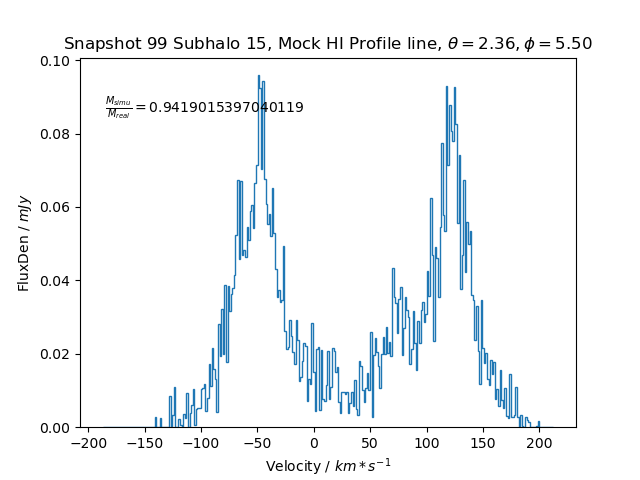 Snapshot 99 Subhalo 15, Mock HI Profile line, θ = 2.36, ϕ = 5.50
M_simu/M_real = 0.9419015397040119
FluxDen / mJy
0.10
0.08
0.06
0.04
0.02
0.00
−200 −150 −100 −50 0 50 100 150 200
Velocity / km * s⁻¹